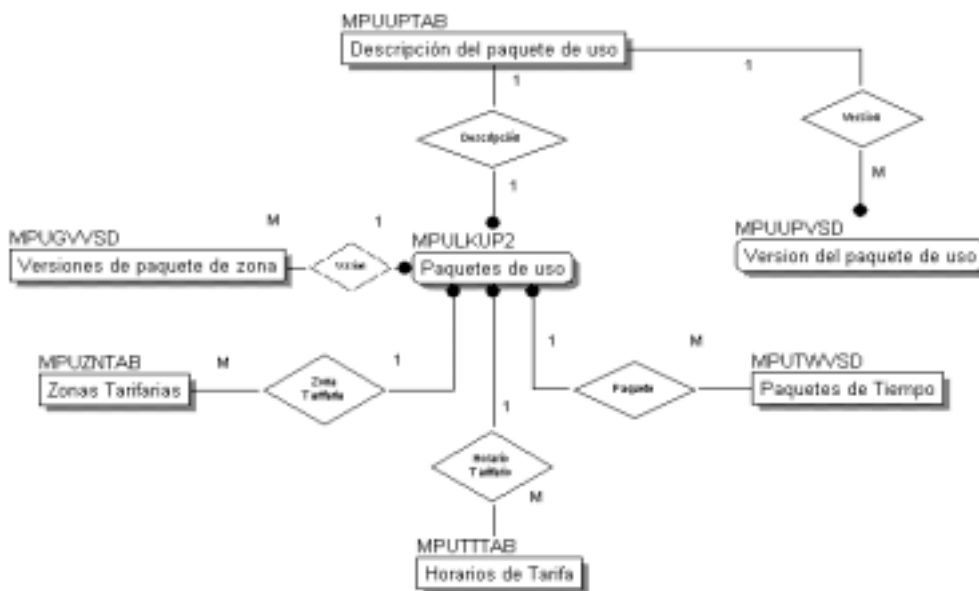 MPUUPTAB
Descripción del paquete de uso
1
1
Descripción
Version
1
M
MPUUPVSD
Version del paquete de uso
M
1
MPUGVVSD
Versiones de paquete de zona
MPULKUP2
Paquetes de uso
MPUZNTAB
Zonas Tarifarias
M
Zona
Tarifaria
1
1
M
Paquete
MPUTWVSD
Paquetes de Tiempo
1
Horario
Tarifario
M
MPUTTTAB
Horarios de Tarifa